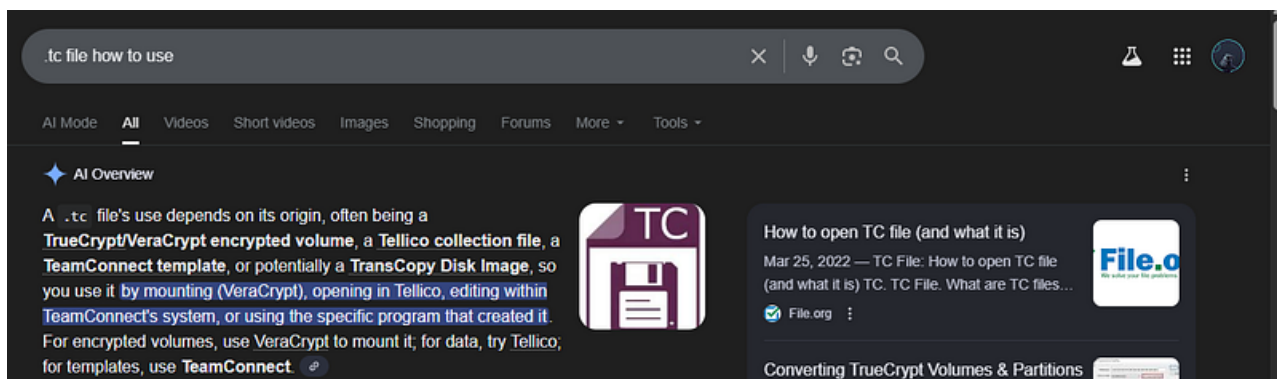 .tc file how to use
AI Mode All Videos Short videos Images Shopping Forums More Tools
AI Overview
A .tc file's use depends on its origin, often being a
TrueCrypt/VeraCrypt encrypted volume, a Tellico collection file, a
TeamConnect template, or potentially a TransCopy Disk Image, so
you use it by mounting (VeraCrypt), opening in Tellico, editing within
TeamConnect's system, or using the specific program that created it.
For encrypted volumes, use VeraCrypt to mount it; for data, try Tellico;
for templates, use TeamConnect.
TC
How to open TC file (and what it is)
Mar 25, 2022 — TC File: How to open TC file
(and what it is) TC. TC File. What are TC files...
File.org
File.o
We solve your file problems
Converting TrueCrypt Volumes & Partitions